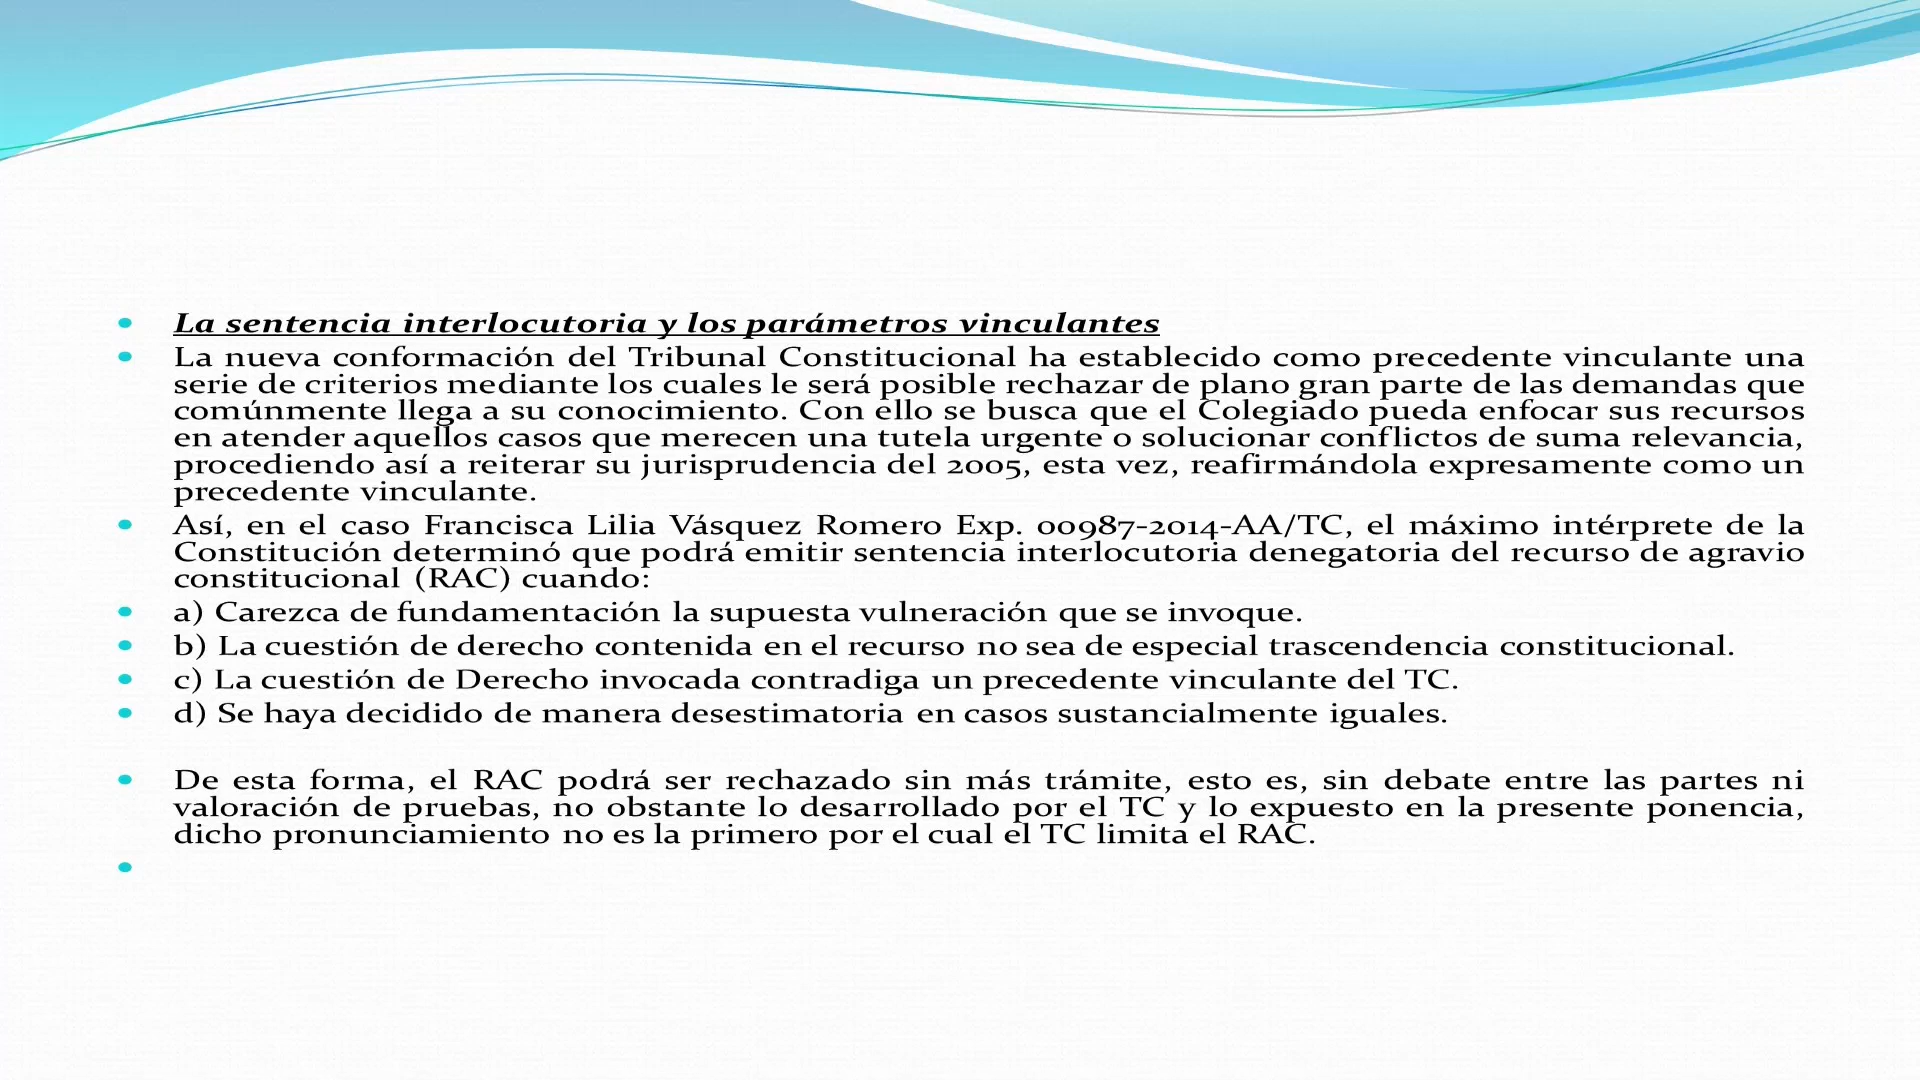 La sentencia interlocutoria y los parámetros vinculantes
La nueva conformación del Tribunal Constitucional ha establecido como precedente vinculante una
serie de criterios mediante los cuales le será posible rechazar de plano gran parte de las demandas que
comúnmente llega a su conocimiento. Con ello se busca que el Colegiado pueda enfocar sus recursos
en atender aquellos casos que merecen una tutela urgente o solucionar conflictos de suma relevancia,
procediendo así a reiterar su jurisprudencia del 2005, esta vez, reafirmándola expresamente como un
precedente vinculante.
Así, en el caso Francisca Lilia Vásquez Romero Exp. 00987-2014-AA/TC, el máximo intérprete de la
Constitución determinó que podrá emitir sentencia interlocutoria denegatoria del recurso de agravio
constitucional (RAC) cuando:
a) Carezca de fundamentación la supuesta vulneración que se invoque.
b) La cuestión de derecho contenida en el recurso no sea de especial trascendencia constitucional.
c) La cuestión de Derecho invocada contradiga un precedente vinculante del TC.
d) Se haya decidido de manera desestimatoria en casos sustancialmente iguales.
De esta forma, el RAC podrá ser rechazado sin más trámite, esto es, sin debate entre las partes ni
valoración de pruebas, no obstante lo desarrollado por el TC y lo expuesto en la presente ponencia,
dicho pronunciamiento no es la primero por el cual el TC limita el RAC.